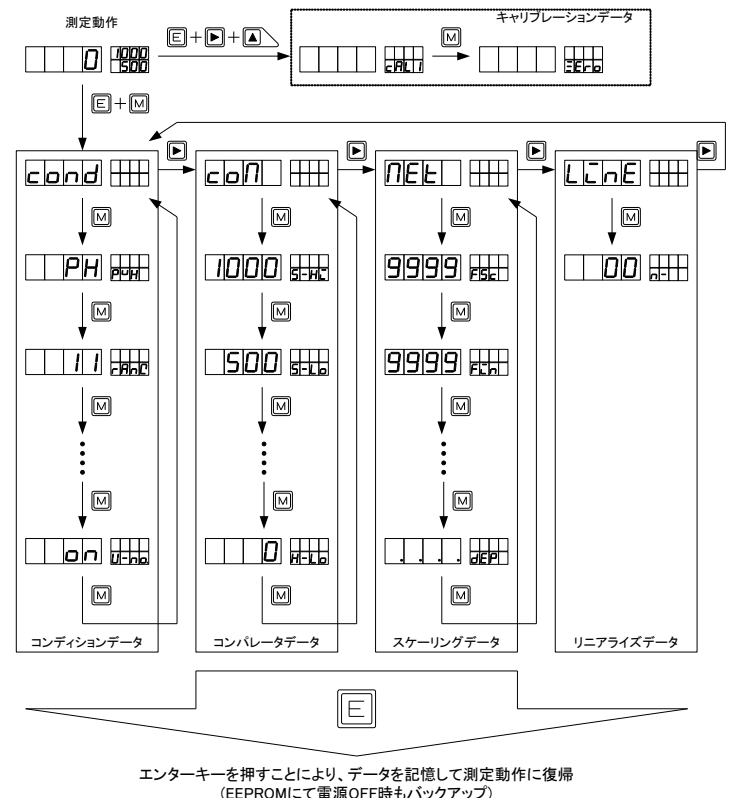 測定動作
キャリブレーションデータ
0 1000 500
E + ▶ + ▲
cALI
M
ZEro
E + M
▶ ▶ ▶ ▶
cond
coM
MEt
LinE
M M M M
PH PVH
1000 S-Hi
9999 FSc
00 n-
M M M
11 rAnG
500 S-Lo
9999 Fin
M M M
M M M
on U-no.
0 H-Lo
. . . . dEP
M M M
コンディションデータ
コンパレータデータ
スケーリングデータ
リニアライズデータ
E
エンターキーを押すことにより、データを記憶して測定動作に復帰
(EEPROMにて電源OFF時もバックアップ)